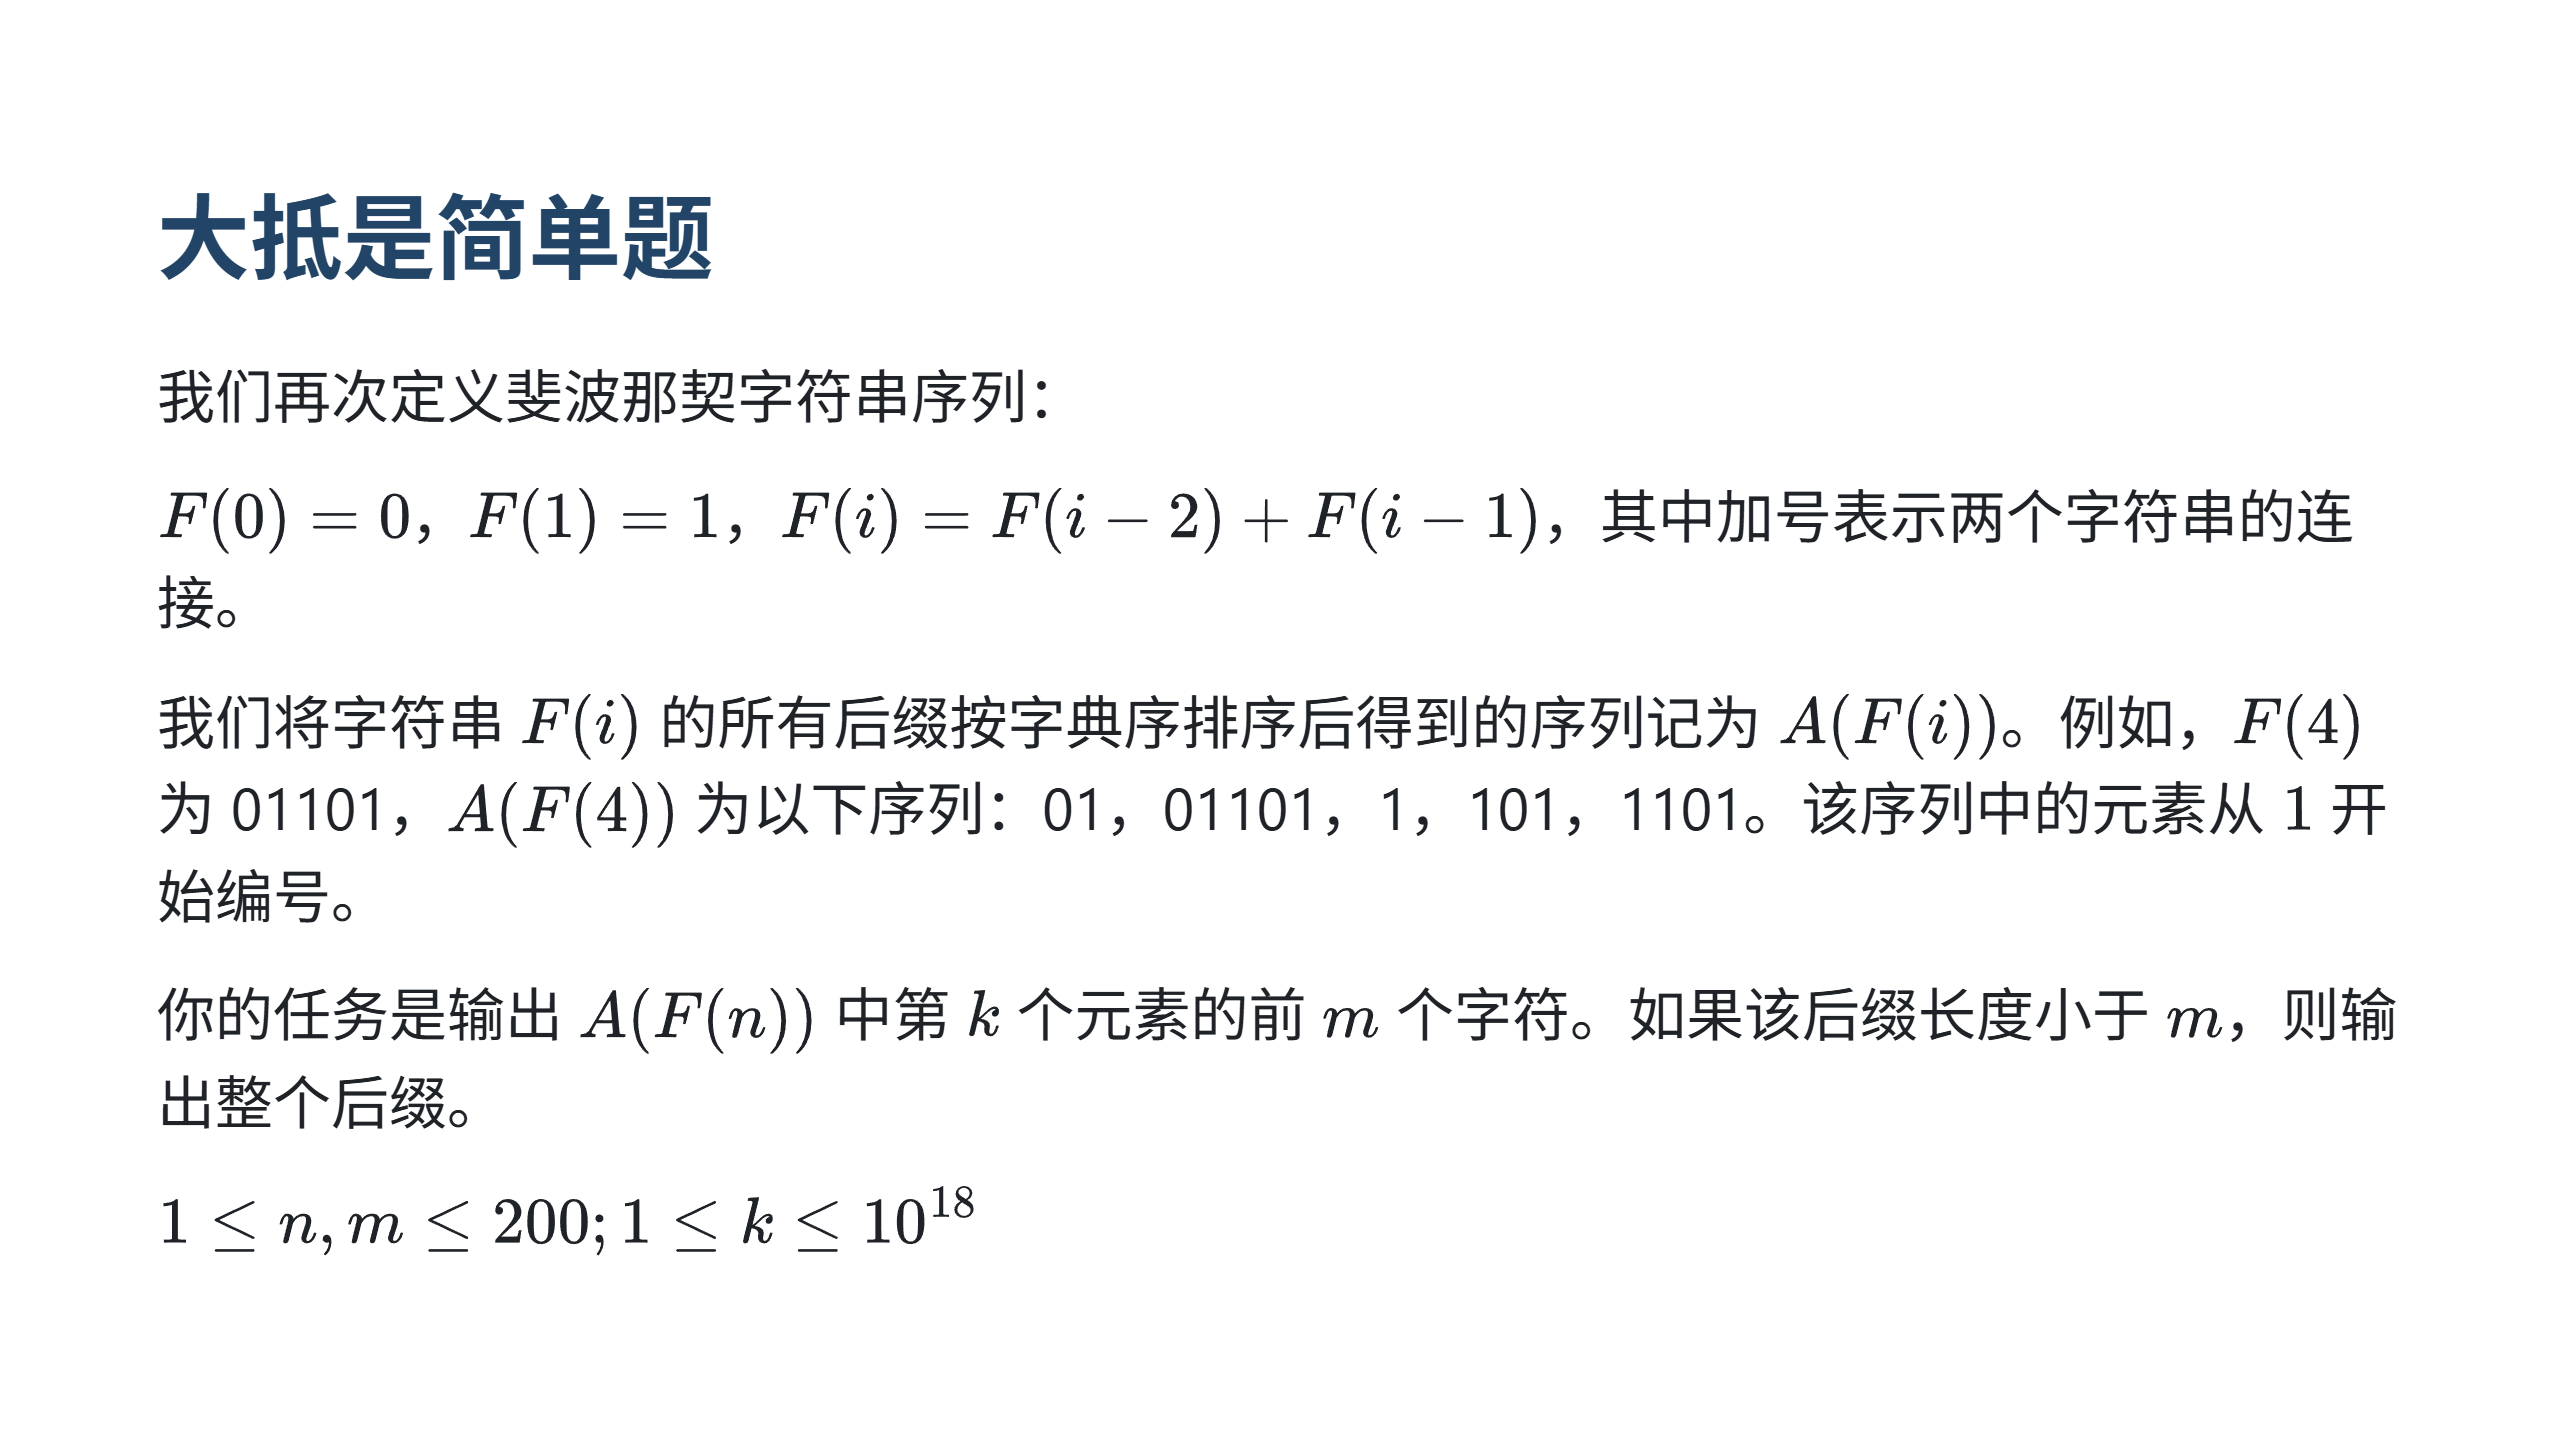 大抵是简单题
我们再次定义斐波那契字符串序列：
F(0) = 0，F(1) = 1，F(i) = F(i − 2) + F(i − 1)，其中加号表示两个字符串的连
接。
我们将字符串 F(i) 的所有后缀按字典序排序后得到的序列记为 A(F(i))。例如，F(4)
为 01101，A(F(4)) 为以下序列：01，01101，1，101，1101。该序列中的元素从 1 开
始编号。
你的任务是输出 A(F(n)) 中第 k 个元素的前 m 个字符。如果该后缀长度小于 m，则输
出整个后缀。
1 ≤ n, m ≤ 200; 1 ≤ k ≤ 10^18